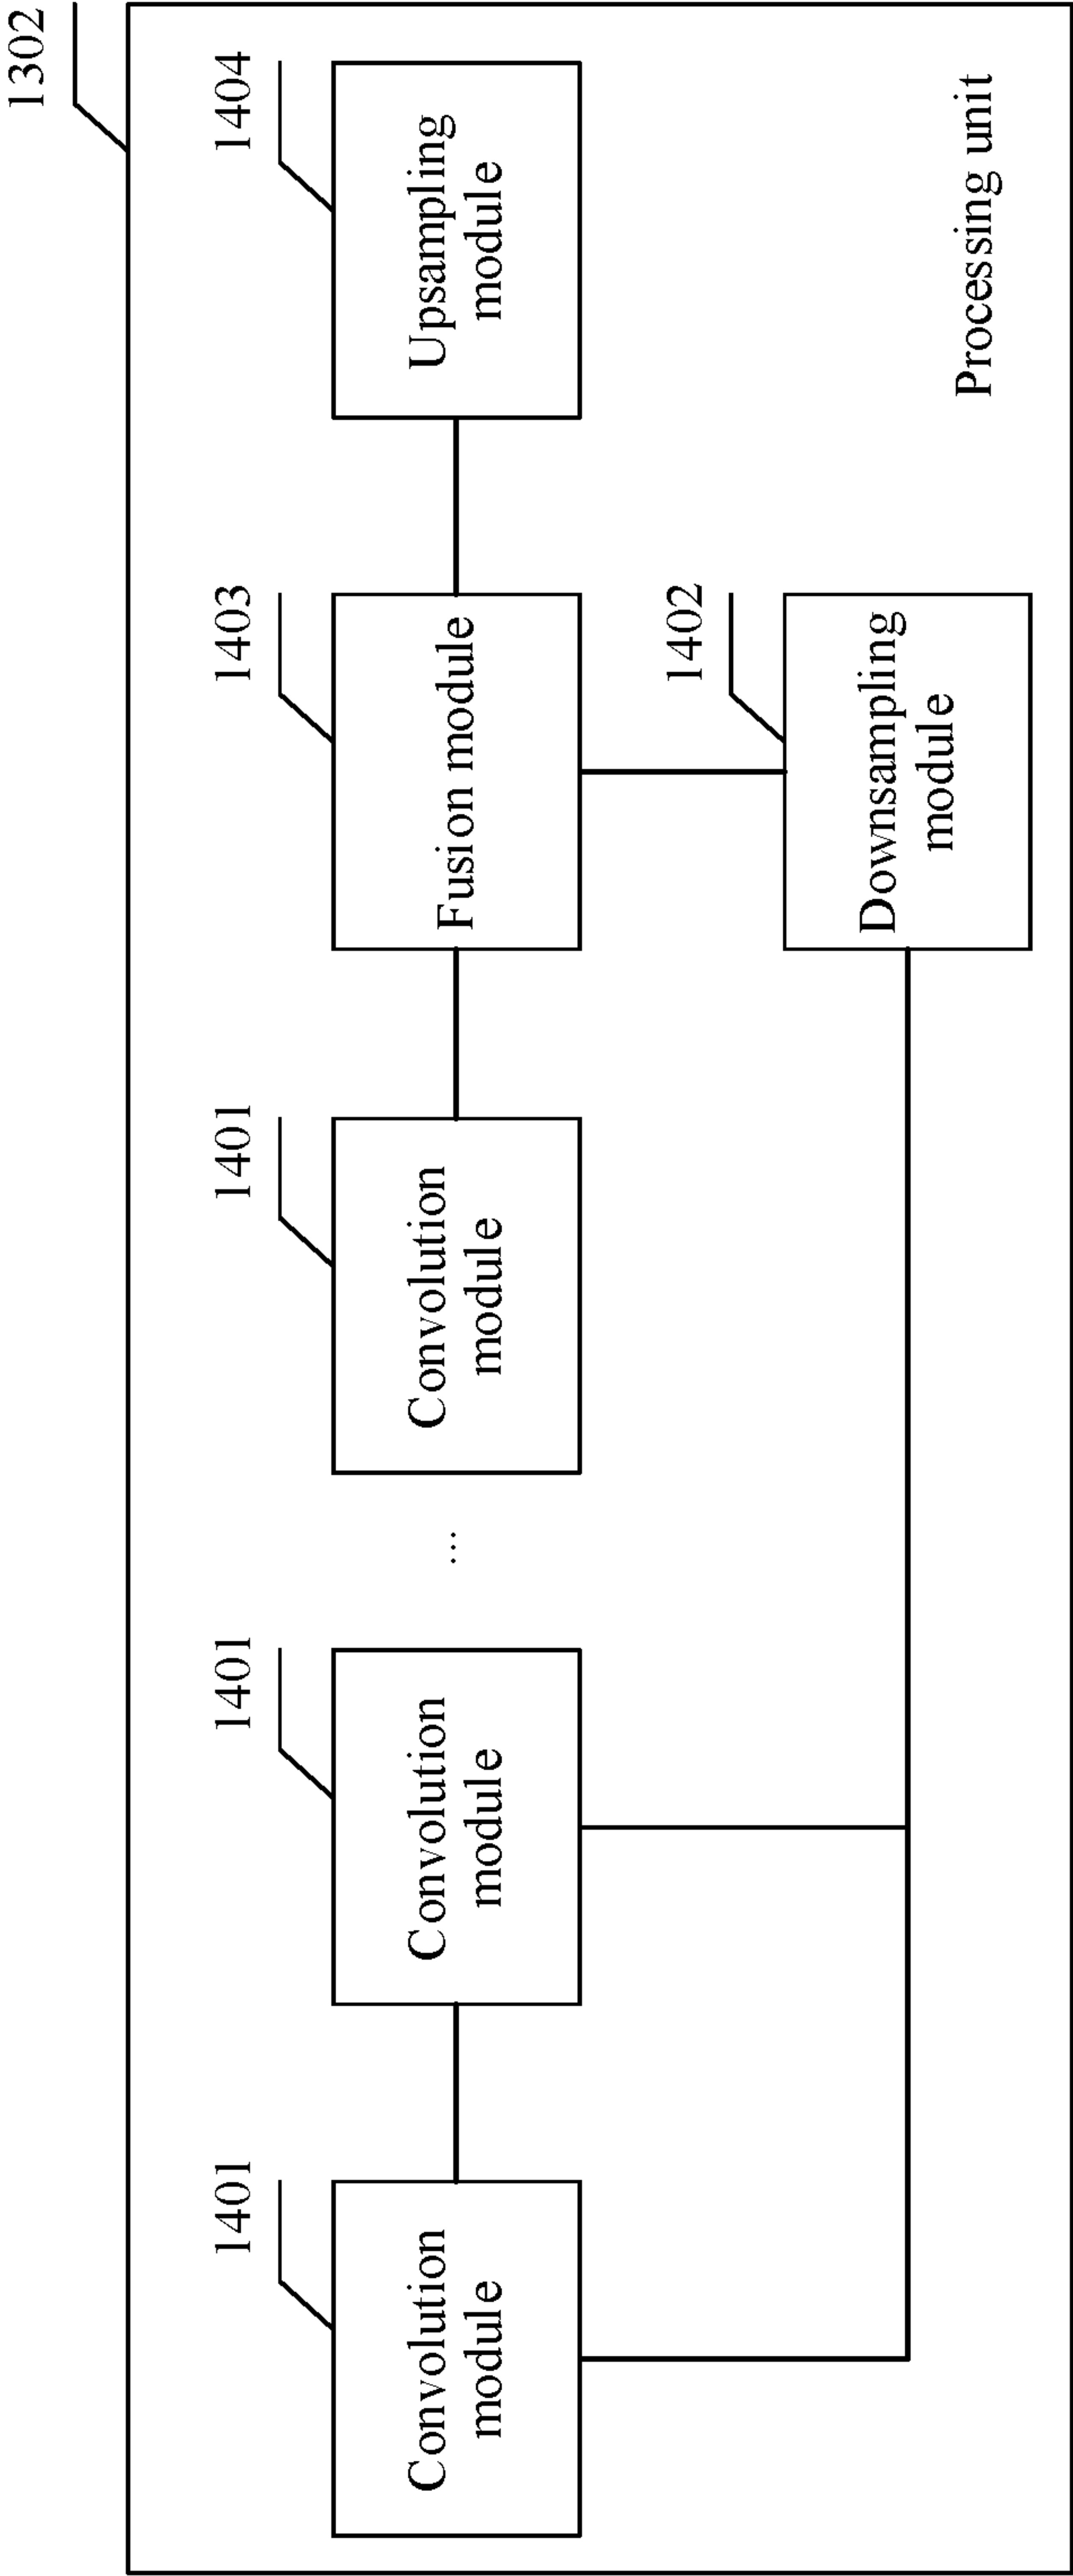 1302
1401
1401
1401
1403
1404
Convolution
module
Convolution
module
...
Convolution
module
Fusion module
Upsampling
module
1402
Downsampling
module
Processing unit